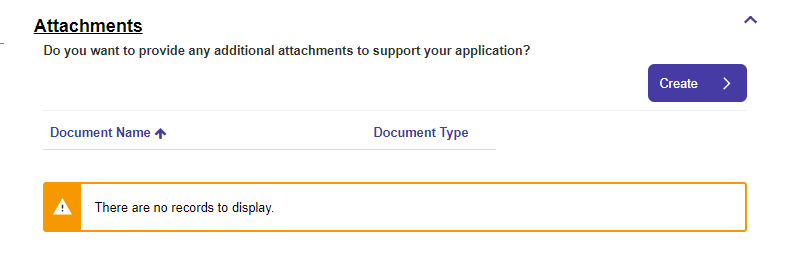 Attachments
Do you want to provide any additional attachments to support your application?
Create
Document Name Document Type
There are no records to display.